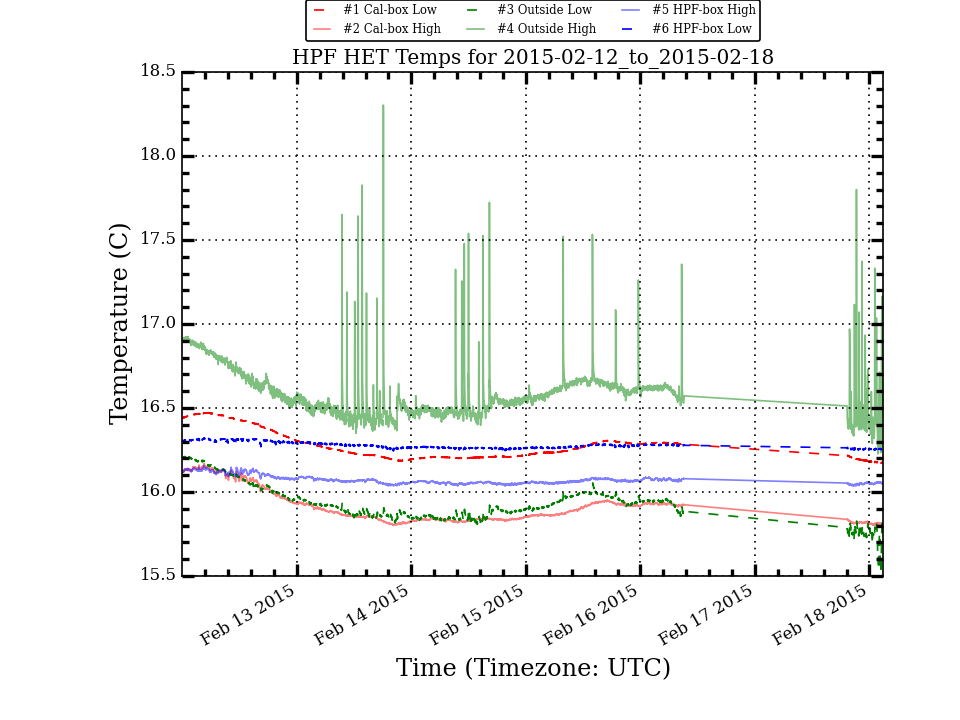 #1 Cal-box Low #3 Outside Low #5 HPF-box High
#2 Cal-box High #4 Outside High #6 HPF-box Low
HPF HET Temps for 2015-02-12_to_2015-02-18
18.5
18.0
17.5
17.0
16.5
16.0
15.5
Temperature (C)
Feb 13 2015 Feb 14 2015 Feb 15 2015 Feb 16 2015 Feb 17 2015 Feb 18 2015
Time (Timezone: UTC)